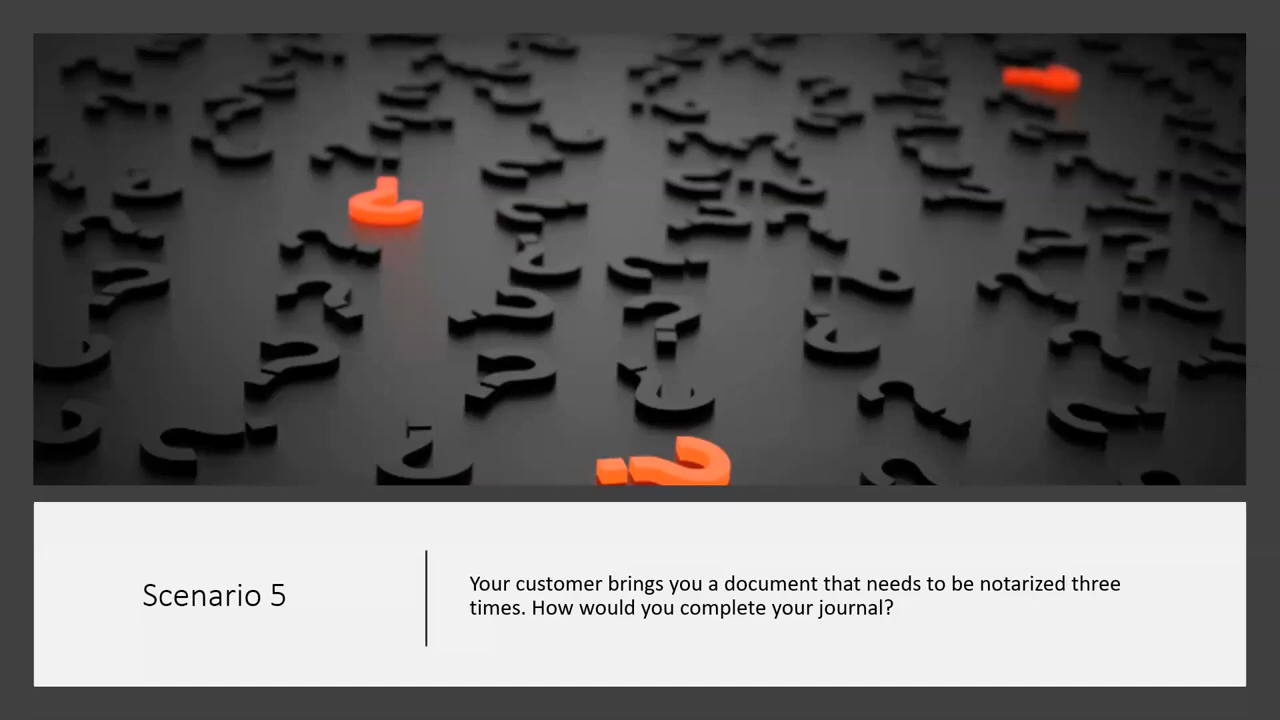 Scenario 5
Your customer brings you a document that needs to be notarized three
times. How would you complete your journal?